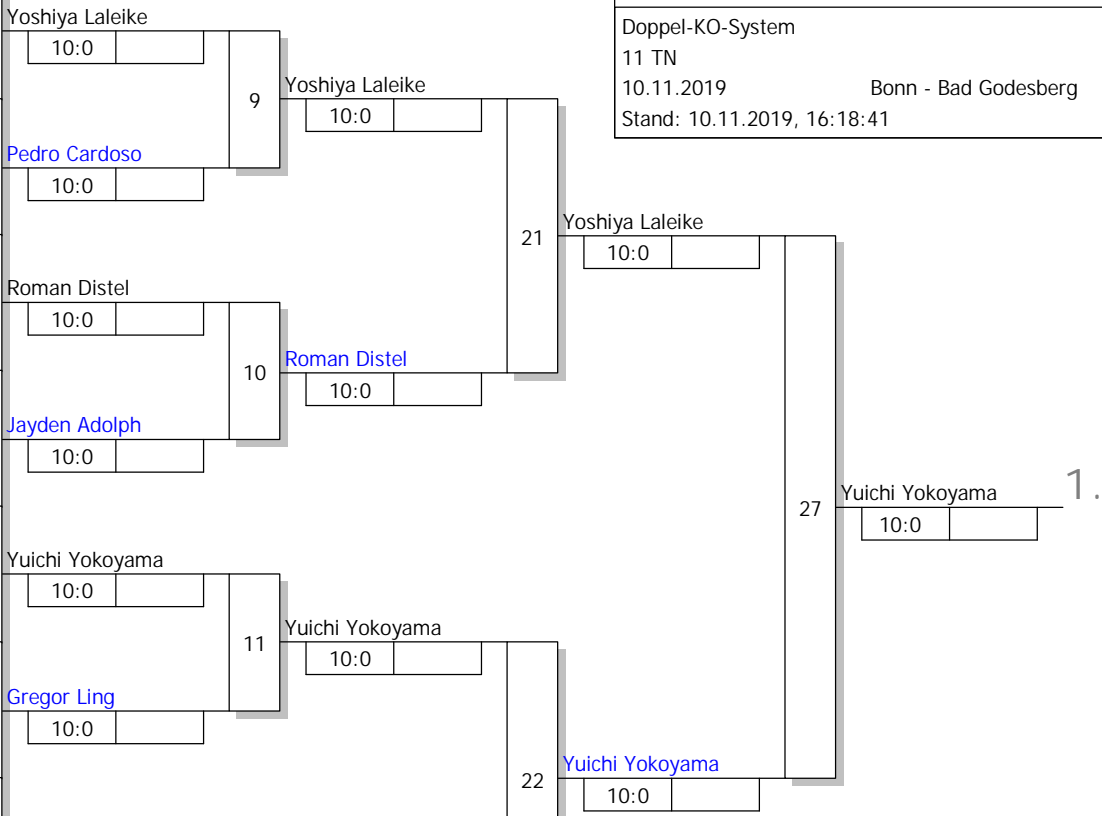 Doppel-KO-System
11 TN
10.11.2019 Bonn - Bad Godesberg
Stand: 10.11.2019, 16:18:41
Yoshiya Laleike
10:0
9
Yoshiya Laleike
10:0
Pedro Cardoso
10:0
21
Yoshiya Laleike
10:0
Roman Distel
10:0
10
Roman Distel
10:0
Jayden Adolph
10:0
27
Yuichi Yokoyama
1.
10:0
Yuichi Yokoyama
10:0
11
Yuichi Yokoyama
10:0
Gregor Ling
10:0
22
Yuichi Yokoyama
10:0